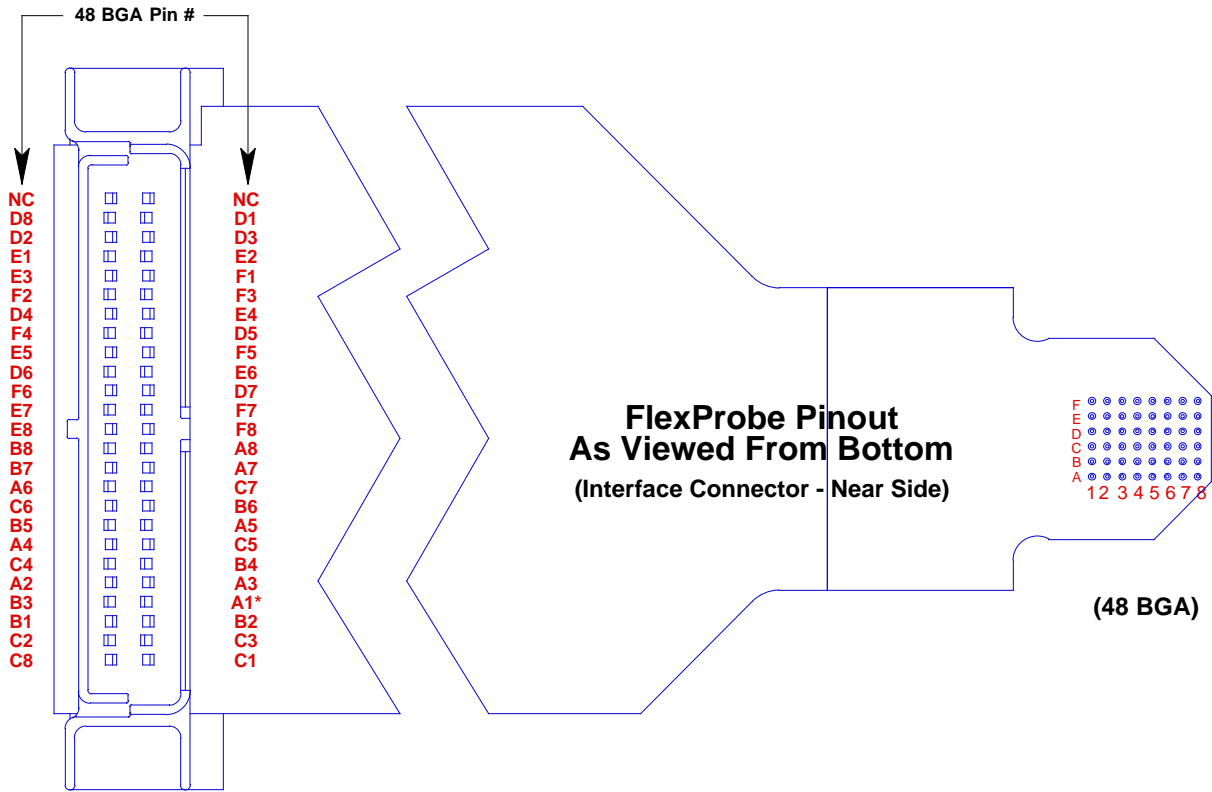 48 BGA Pin #
NC NC
D8 D1
D2 D3
E1 E2
E3 F1
F2 F3
D4 E4
F4 D5
E5 F5
D6 E6
F6 D7
E7 F7
E8 F8
B8 A8
B7 A7
A6 C7
C6 B6
B5 A5
A4 C5
C4 B4
A2 A3
B3 A1*
B1 B2
C2 C3
C8 C1
FlexProbe Pinout
As Viewed From Bottom
(Interface Connector - Near Side)
F
E
D
C
B
A
1 2 3 4 5 6 7 8
(48 BGA)